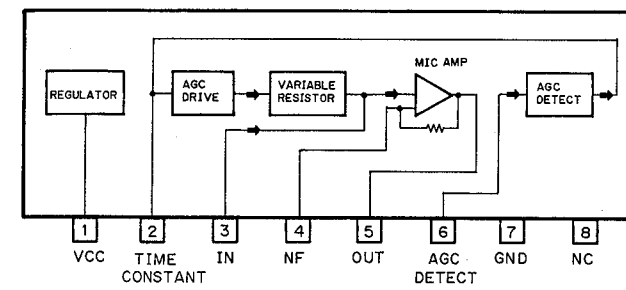 MIC AMP
REGULATOR
AGC
DRIVE
VARIABLE
RESISTOR
AGC
DETECT
1 2 3 4 5 6 7 8
VCC TIME CONSTANT IN NF OUT AGC DETECT GND NC